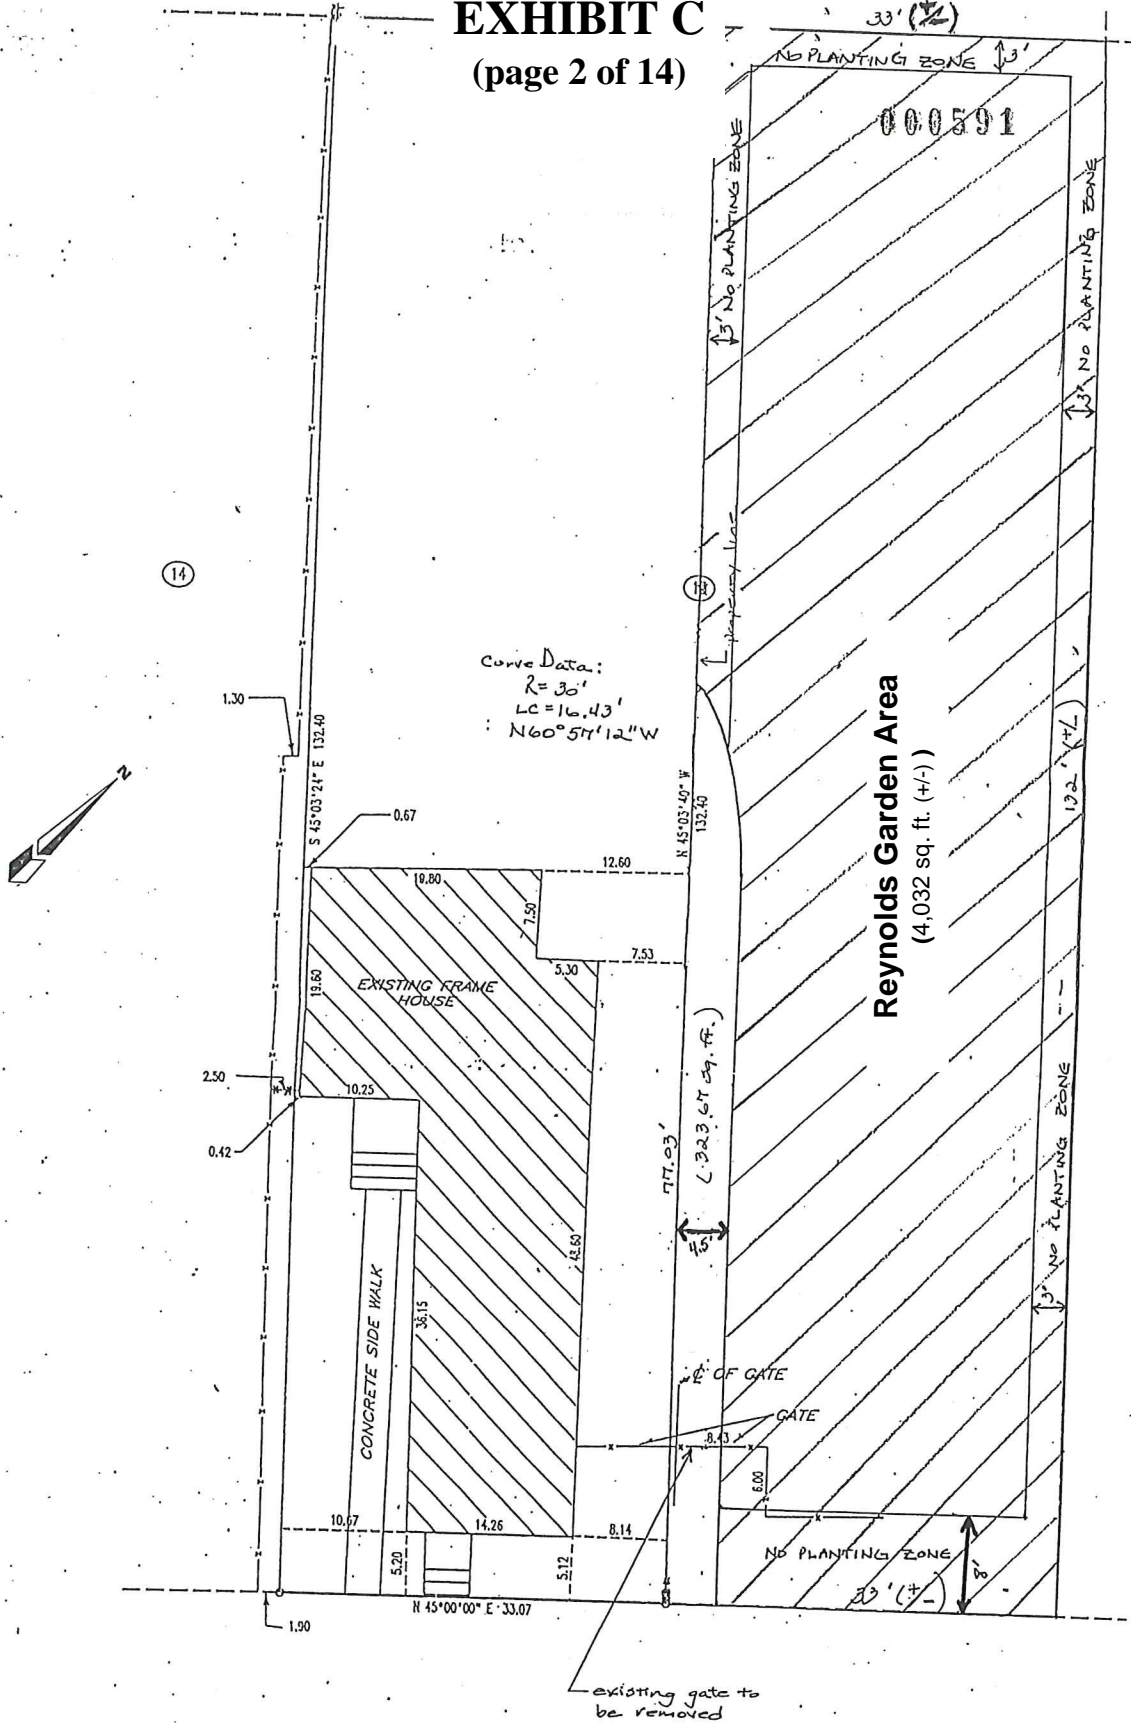 EXHIBIT C
(page 2 of 14)
33' (+/-)
NO PLANTING ZONE 3'
000591
3' NO PLANTING ZONE
3' NO PLANTING ZONE
property line
14
Curve Data:
R= 30'
LC = 16.43'
: N60°57'12"W
1.30
S 45°03'24" E 132.40
N 45°03'40" W
132.40
Reynolds Garden Area
(4,032 sq. ft. (+/-) )
132' (+/-)
N
0.67
12.60
19.80
7.50
7.53
5.30
19.60
EXISTING FRAME
HOUSE
2.50
10.25
0.42
77.03'
(323.67 sq. ft.)
4.5'
3' NO PLANTING ZONE
43.60
36.15
CONCRETE SIDE WALK
℄ OF GATE
GATE
8.43
6.00
10.67
14.26
8.14
5.20
5.12
NO PLANTING ZONE
8'
33' (+/-)
N 45°00'00" E 33.07
1.90
existing gate to
be removed